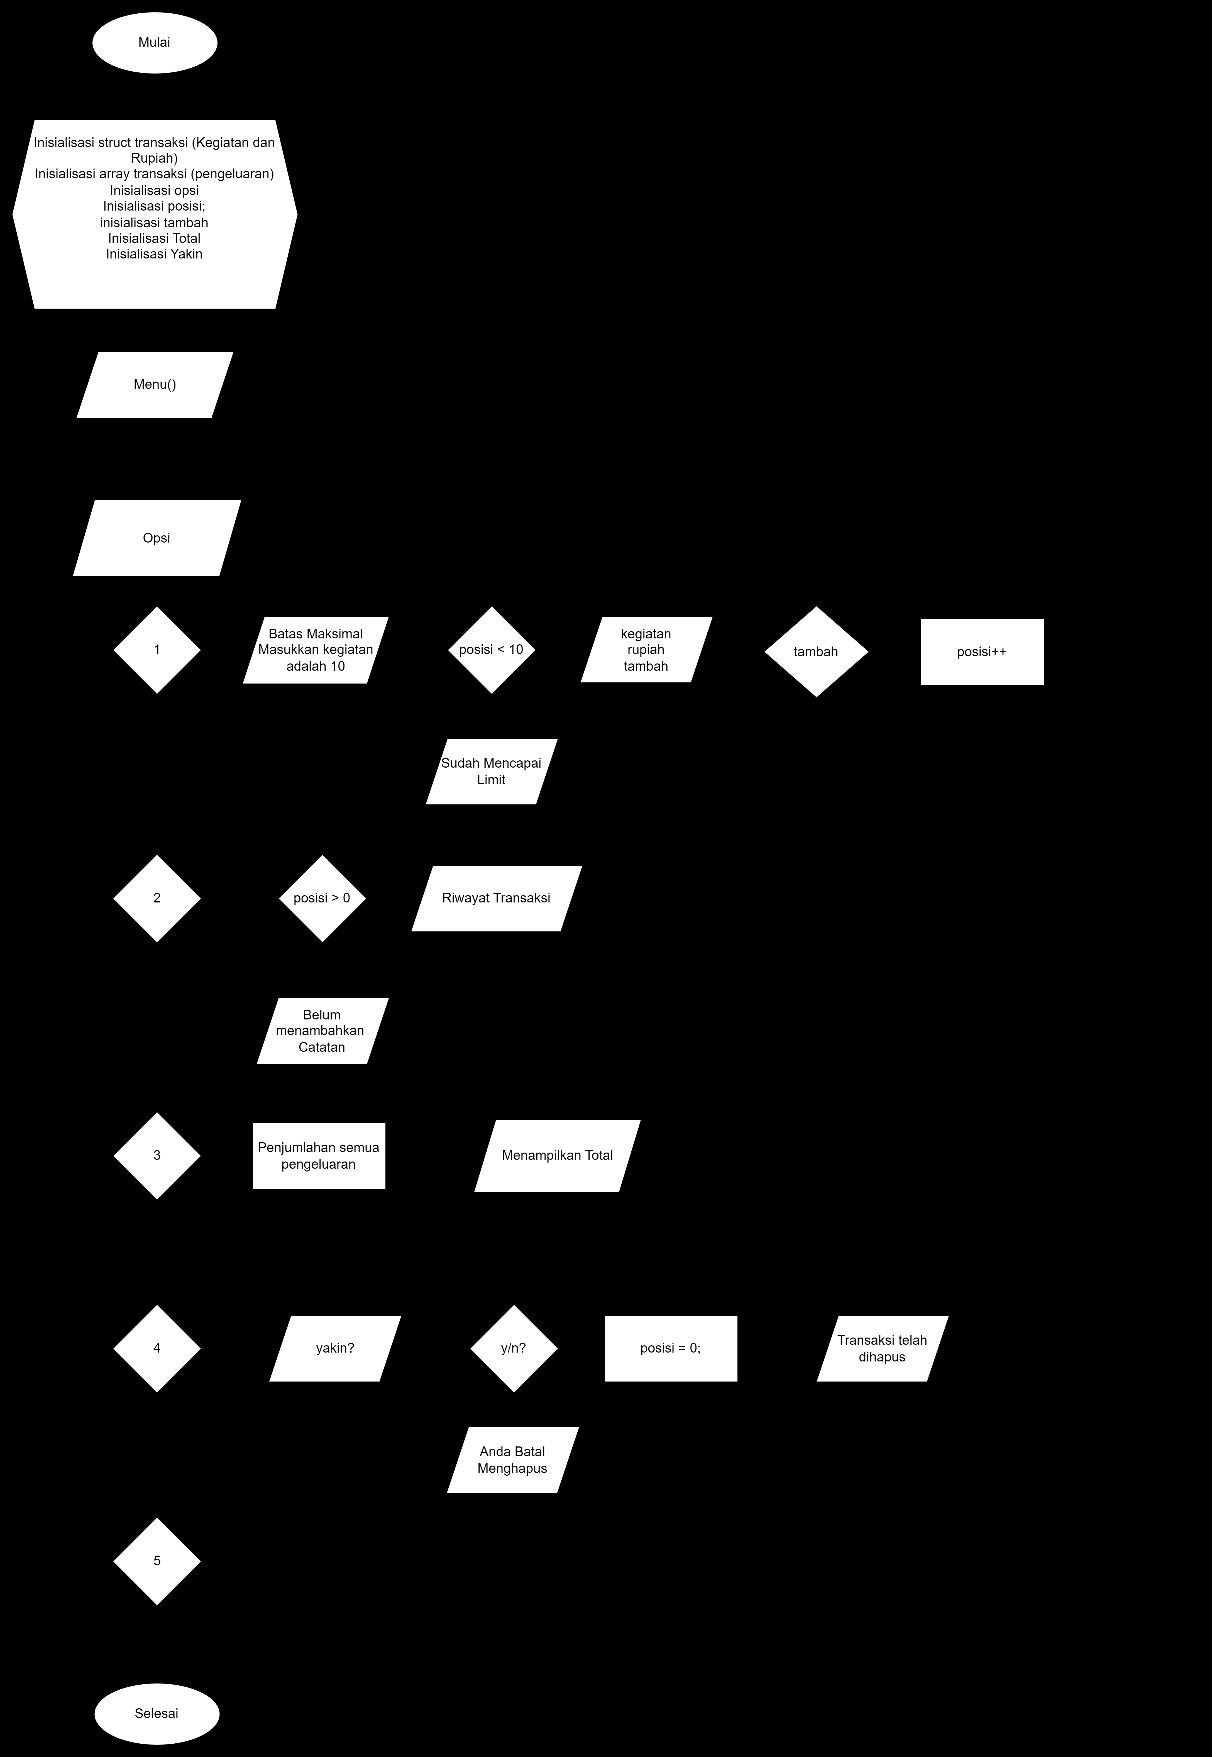 Mulai
Inisialisasi struct transaksi (Kegiatan dan
Rupiah)
Inisialisasi array transaksi (pengeluaran)
Inisialisasi opsi
Inisialisasi posisi;
inisialisasi tambah
Inisialisasi Total
Inisialisasi Yakin
Menu()
Opsi
1
Batas Maksimal
Masukkan kegiatan
adalah 10
posisi < 10
kegiatan
rupiah
tambah
tambah
posisi++
Sudah Mencapai
Limit
2
posisi > 0
Riwayat Transaksi
Belum
menambahkan
Catatan
3
Penjumlahan semua
pengeluaran
Menampilkan Total
4
yakin?
y/n?
posisi = 0;
Transaksi telah
dihapus
Anda Batal
Menghapus
5
Selesai